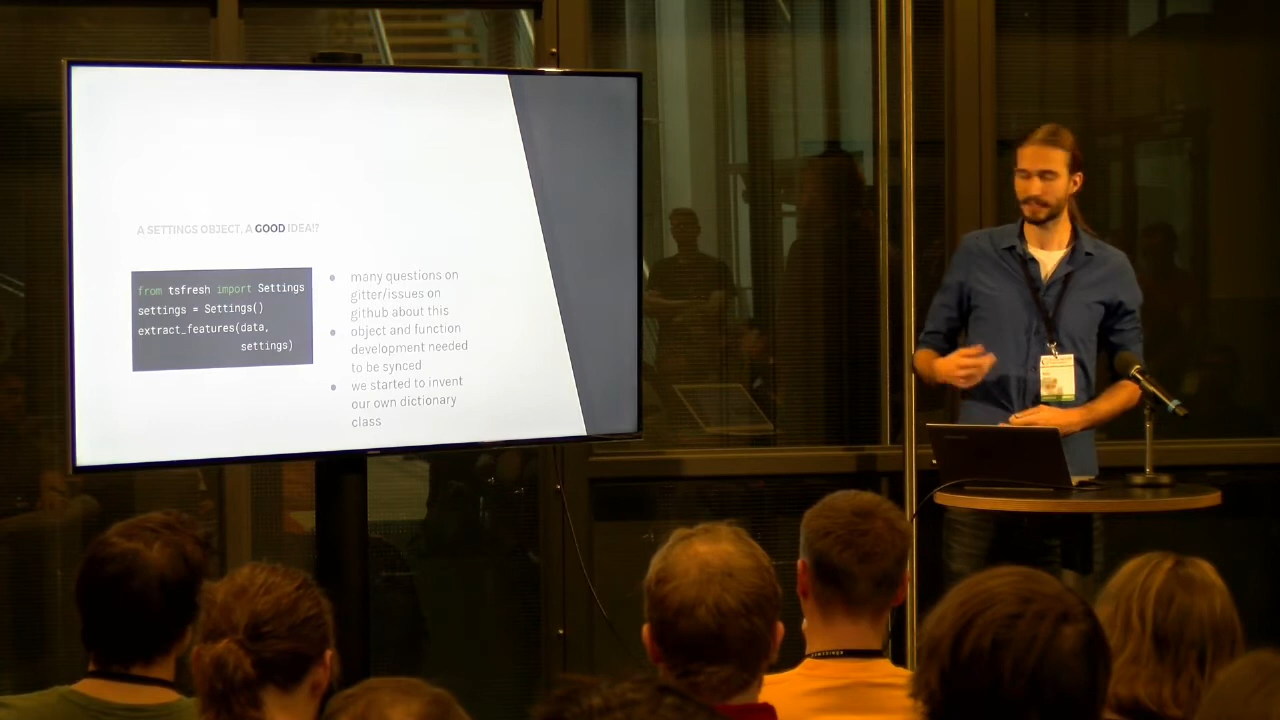 A SETTINGS OBJECT, A GOOD IDEA!?
from tsfresh import Settings
settings = Settings()
extract_features(data,
settings)
many questions on
gitter/issues on
github about this
object and function
development needed
to be synced
we started to invent
our own dictionary
class